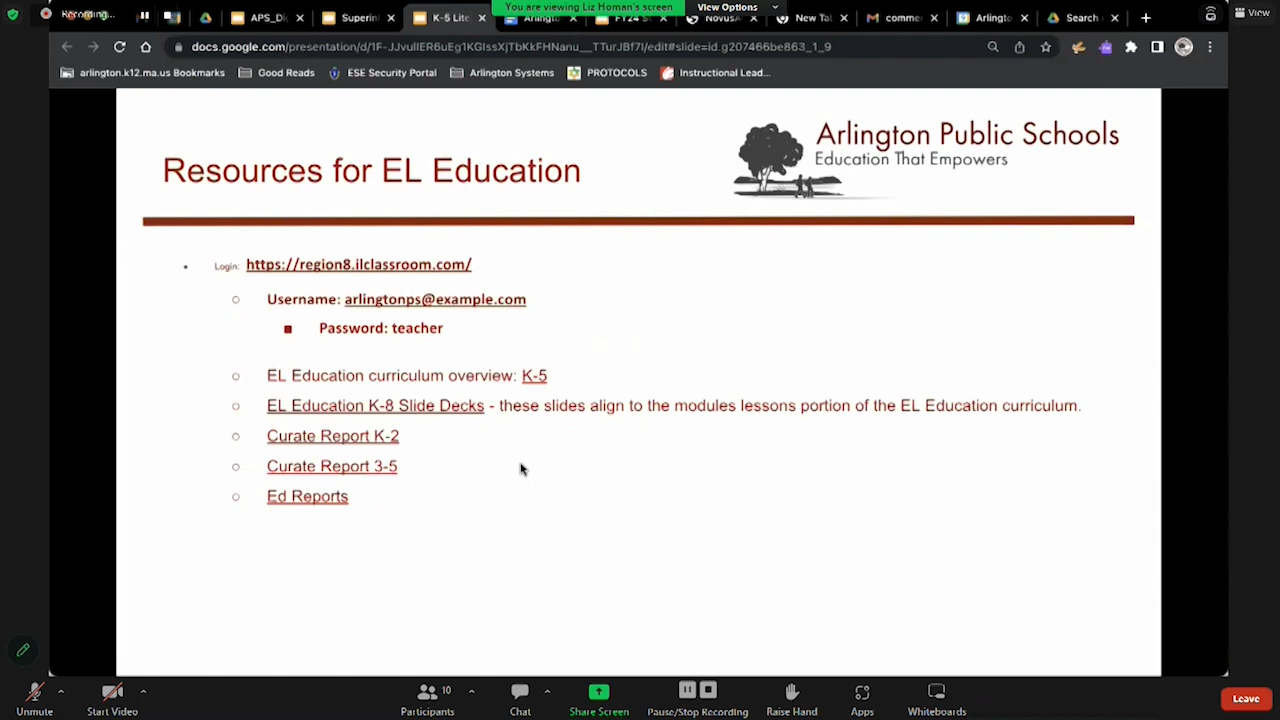 Recording...
You are viewing Liz Homan's screen
View Options
View
APS_Di
Superin
K-5 Lite
Arlingto
FY24 S
NovusA
New Tal
comme
Arlingto
Search
docs.google.com/presentation/d/
/edit#slide=id.g207466be863_1_9
arlington.k12.ma.us Bookmarks
Good Reads
ESE Security Portal
Arlington Systems
PROTOCOLS
Instructional Lead...
Arlington Public Schools
Education That Empowers
Resources for EL Education
• Login: https://region8.ilclassroom.com/
○ Username: arlingtonps@example.com
■ Password: teacher
○ EL Education curriculum overview: K-5
○ EL Education K-8 Slide Decks - these slides align to the modules lessons portion of the EL Education curriculum.
○ Curate Report K-2
○ Curate Report 3-5
○ Ed Reports
Unmute
Start Video
Participants 10
Chat
Share Screen
Pause/Stop Recording
Raise Hand
Apps
Whiteboards
Leave